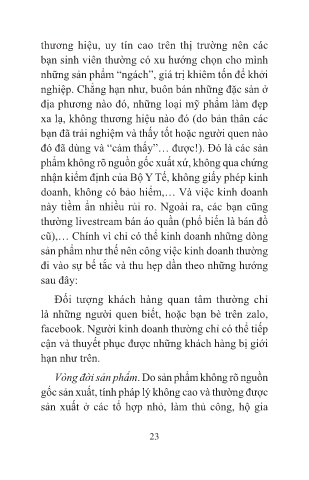 thương hiệu, uy tín cao trên thị trường nên các
bạn sinh viên thường có xu hướng chọn cho mình
những sản phẩm “ngách”, giá trị khiêm tốn để khởi
nghiệp. Chẳng hạn như, buôn bán những đặc sản ở
địa phương nào đó, những loại mỹ phẩm làm đẹp
xa lạ, không thương hiệu nào đó (do bản thân các
bạn đã trải nghiệm và thấy tốt hoặc người quen nào
đó đã dùng và “cảm thấy”… được!). Đó là các sản
phẩm không rõ nguồn gốc xuất xứ, không qua chứng
nhận kiểm định của Bộ Y Tế, không giấy phép kinh
doanh, không có bảo hiểm,… Và việc kinh doanh
này tiềm ẩn nhiều rủi ro. Ngoài ra, các bạn cũng
thường livestream bán áo quần (phổ biến là bán đồ
cũ),… Chính vì chỉ có thể kinh doanh những dòng
sản phẩm như thế nên công việc kinh doanh thường
đi vào sự bế tắc và thu hẹp dần theo những hướng
sau đây:
Đối tượng khách hàng quan tâm thường chỉ
là những người quen biết, hoặc bạn bè trên zalo,
facebook. Người kinh doanh thường chỉ có thể tiếp
cận và thuyết phục được những khách hàng bị giới
hạn như trên.
Vòng đời sản phẩm. Do sản phẩm không rõ nguồn
gốc sản xuất, tính pháp lý không cao và thường được
sản xuất ở các tổ hợp nhỏ, làm thủ công, hộ gia
23